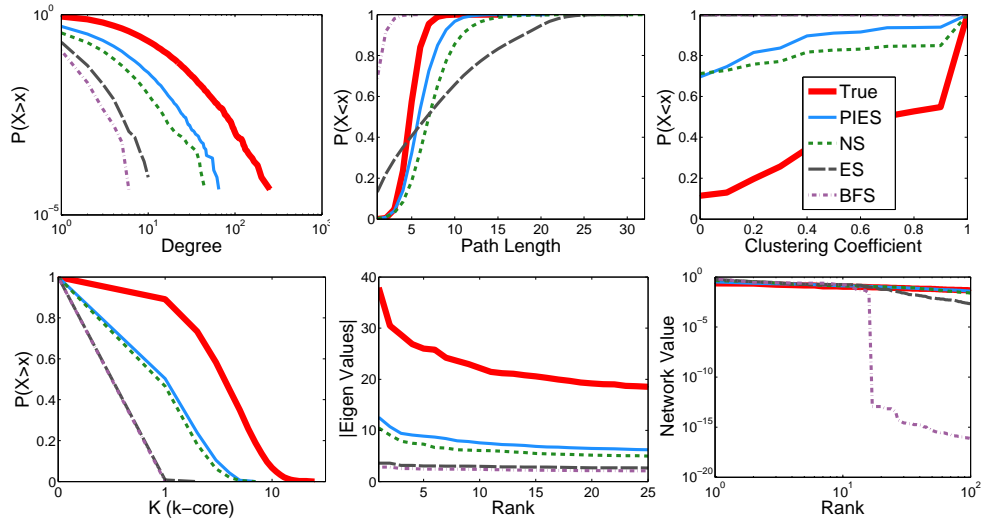 10^0
P(X>x)
10^-5
10^0 10^1 10^2 10^3
Degree
1
0.8
0.6
0.4
0.2
0
P(X<x)
5 10 15 20 25 30
Path Length
1
0.8
0.6
0.4
0.2
0
P(X<x)
0 0.2 0.4 0.6 0.8 1
Clustering Coefficient
True
PIES
NS
ES
BFS
1
0.8
0.6
0.4
0.2
0
P(X>x)
0 1 10
K (k-core)
40
30
20
10
0
|Eigen Values|
5 10 15 20 25
Rank
10^0
10^-5
10^-10
10^-15
10^-20
Network Value
10^0 10^1 10^2
Rank